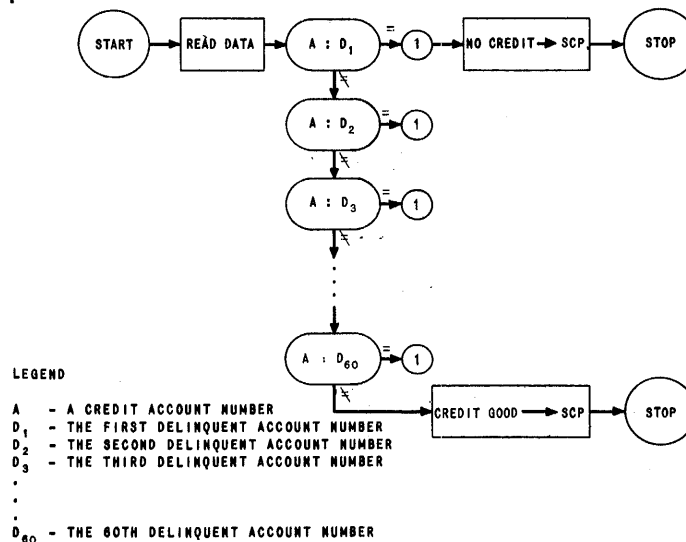 START
READ DATA
A : D1
=
1
NO CREDIT → SCP
STOP
≠
A : D2
=
1
≠
A : D3
=
1
≠
A : D60
=
1
≠
CREDIT GOOD → SCP
STOP
LEGEND
A - A CREDIT ACCOUNT NUMBER
D1 - THE FIRST DELINQUENT ACCOUNT NUMBER
D2 - THE SECOND DELINQUENT ACCOUNT NUMBER
D3 - THE THIRD DELINQUENT ACCOUNT NUMBER
.
.
.
D60 - THE 60TH DELINQUENT ACCOUNT NUMBER